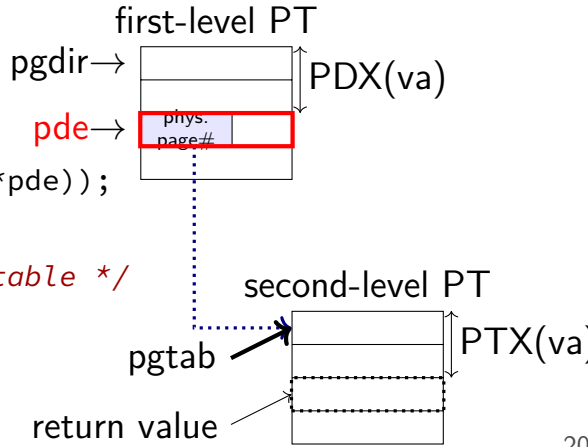 first-level PT
pgdir→
PDX(va)
pde→
phys.
page#
*pde));
table */
second-level PT
pgtab
PTX(va)
return value
20